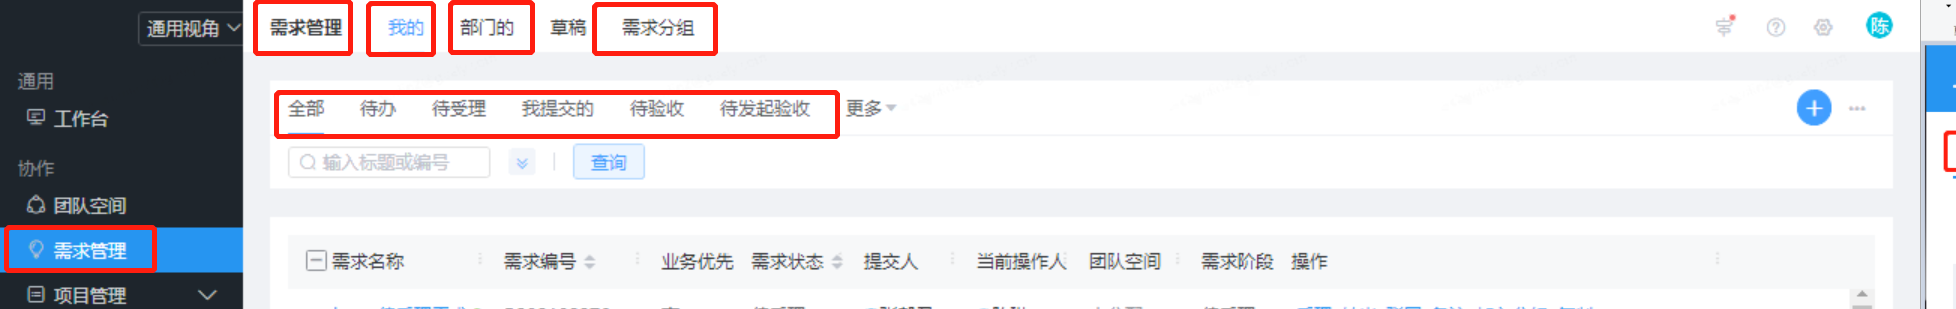 通用视角
需求管理 我的 部门的 草稿 需求分组
陈
通用
工作台
全部 待办 待受理 我提交的 待验收 待发起验收 更多
协作
输入标题或编号 查询
团队空间
需求管理
需求名称 需求编号 业务优先 需求状态 提交人 当前操作人 团队空间 需求阶段 操作
项目管理